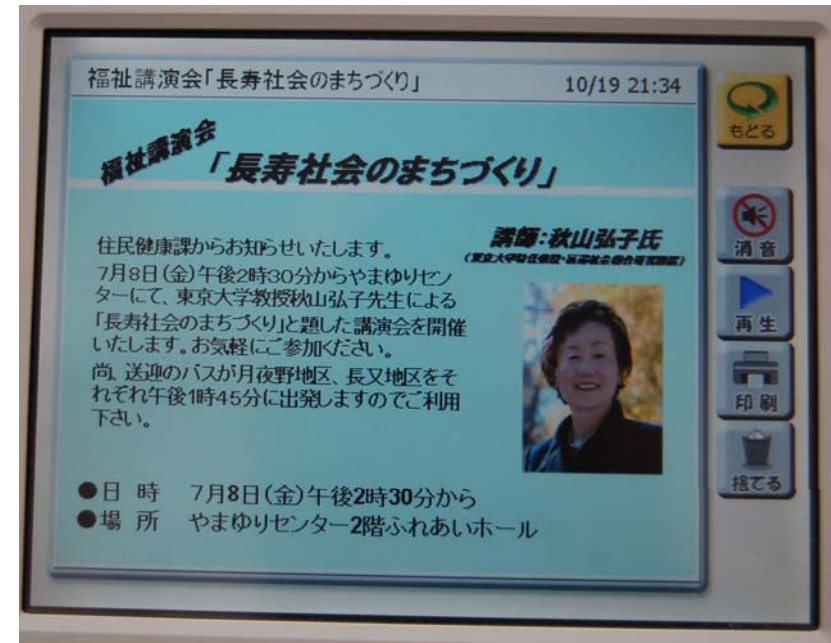 福祉講演会「長寿社会のまちづくり」 10/19 21:34
もどる
福祉講演会
「長寿社会のまちづくり」
講師:秋山弘子氏
住民健康課からお知らせいたします。
7月8日(金)午後2時30分からやまゆりセン
ターにて、東京大学教授秋山弘子先生による
「長寿社会のまちづくり」と題した講演会を開催
いたします。お気軽にご参加ください。
尚、送迎のバスが月夜野地区、長又地区をそ
れぞれ午後1時45分に出発しますのでご利用
下さい。
●日 時 7月8日(金)午後2時30分から
●場 所 やまゆりセンター2階ふれあいホール
消音
再生
印刷
捨てる